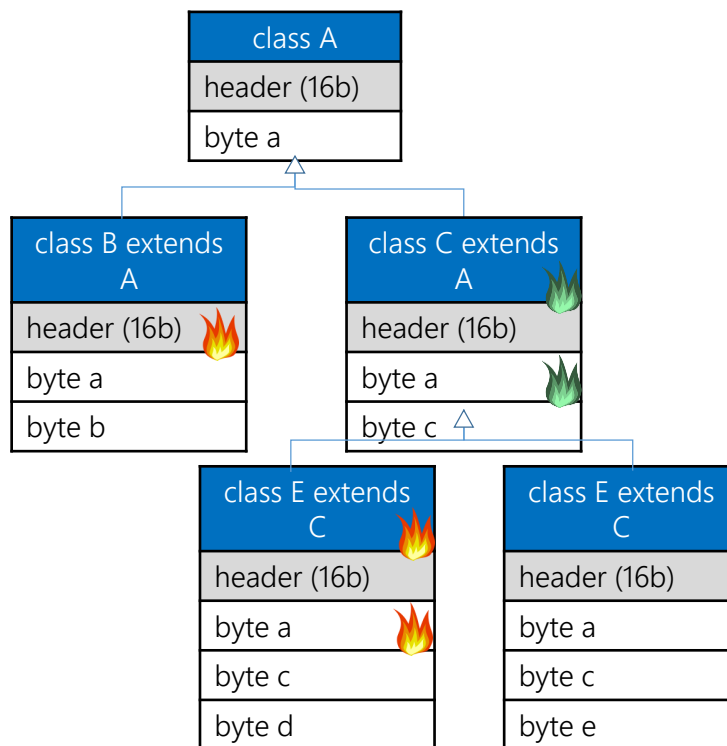 class A
header (16b)
byte a
class B extends
A
header (16b)
byte a
byte b
class C extends
A
header (16b)
byte a
byte c
class E extends
C
header (16b)
byte a
byte c
byte d
class E extends
C
header (16b)
byte a
byte c
byte e